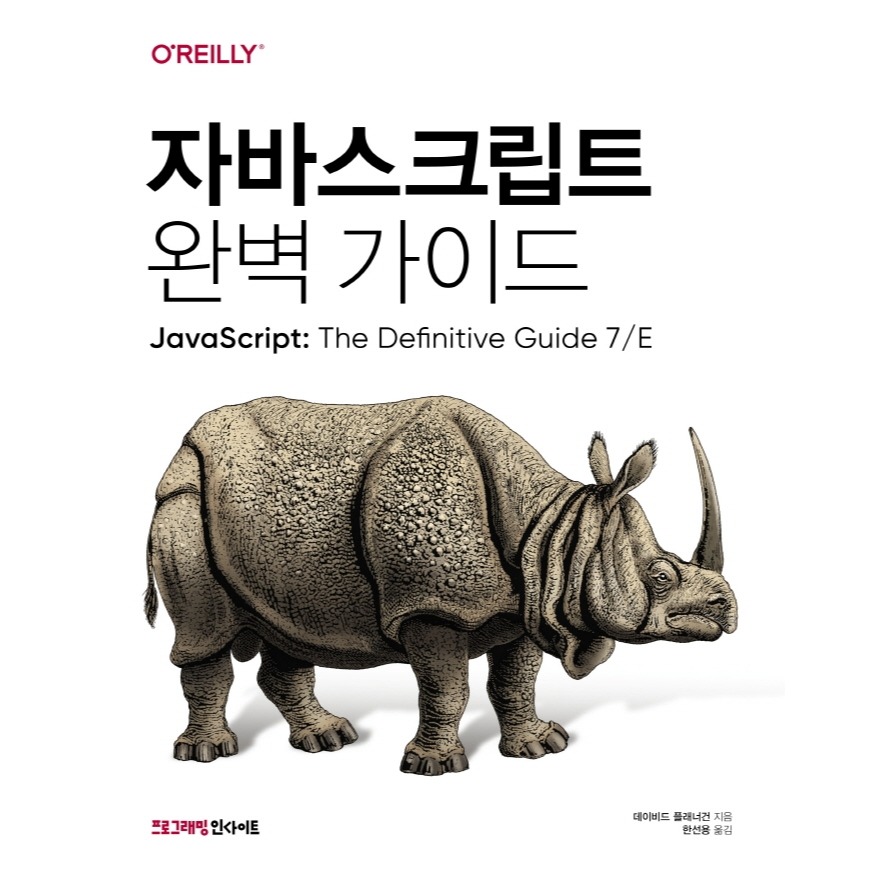 O'REILLY®
자바스크립트
완벽 가이드
JavaScript: The Definitive Guide 7/E
데이비드 플래너건 지음
한선용 옮김
프로그래밍 인사이트